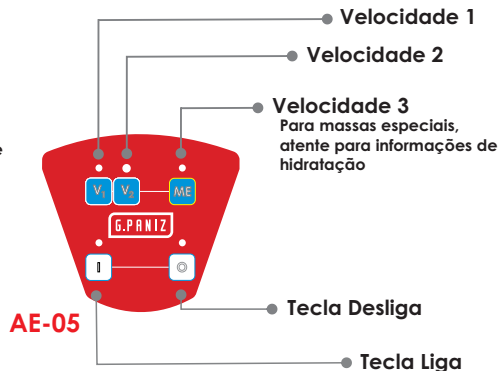 Velocidade 1
Velocidade 2
Velocidade 3
Para massas especiais,
atente para informações de
hidratação
e
V1 V2 ME
G.PANIZ
I O
AE-05
Tecla Desliga
Tecla Liga